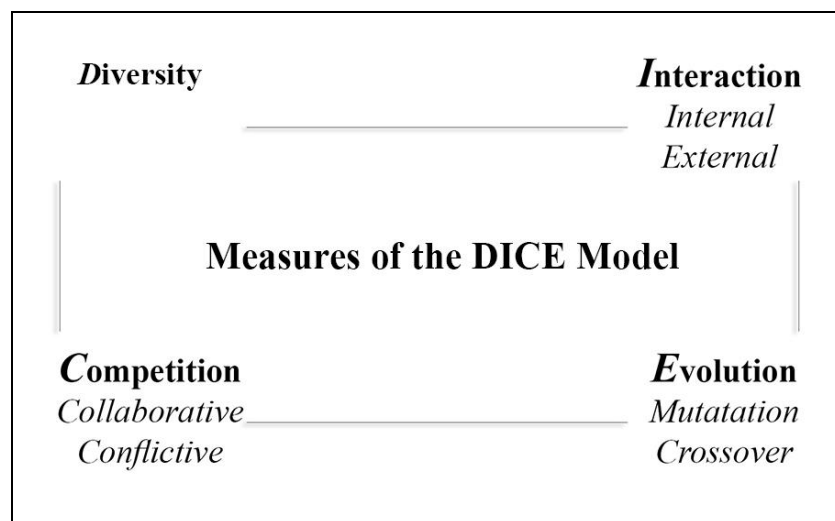 Diversity
Interaction
Internal
External
Measures of the DICE Model
Competition
Collaborative
Conflictive
Evolution
Mutatation
Crossover